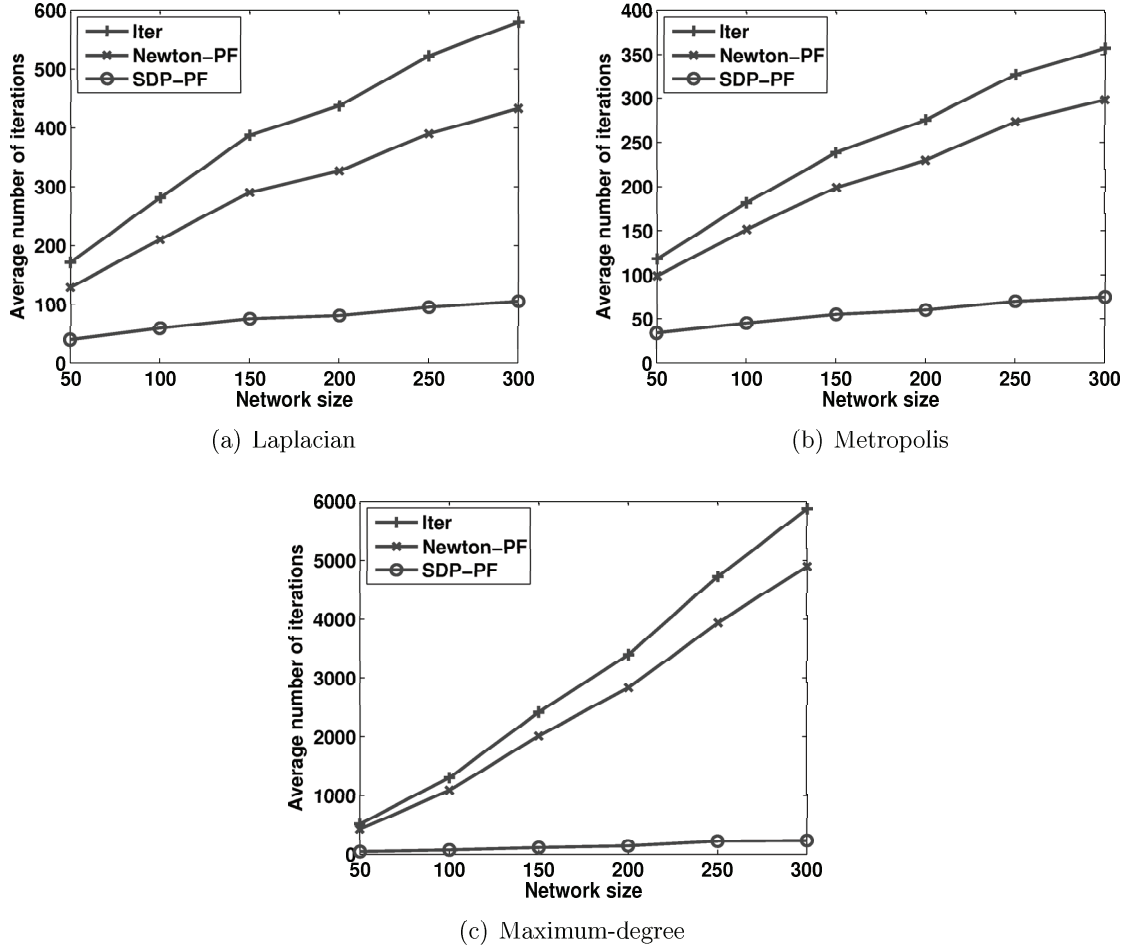 600
500
400
300
200
100
0
50 100 150 200 250 300
Average number of iterations
Network size
Iter
Newton–PF
SDP–PF
(a) Laplacian
400
350
300
250
200
150
100
50
0
50 100 150 200 250 300
Average number of iterations
Network size
Iter
Newton–PF
SDP–PF
(b) Metropolis
6000
5000
4000
3000
2000
1000
0
50 100 150 200 250 300
Average number of iterations
Network size
Iter
Newton–PF
SDP–PF
(c) Maximum-degree